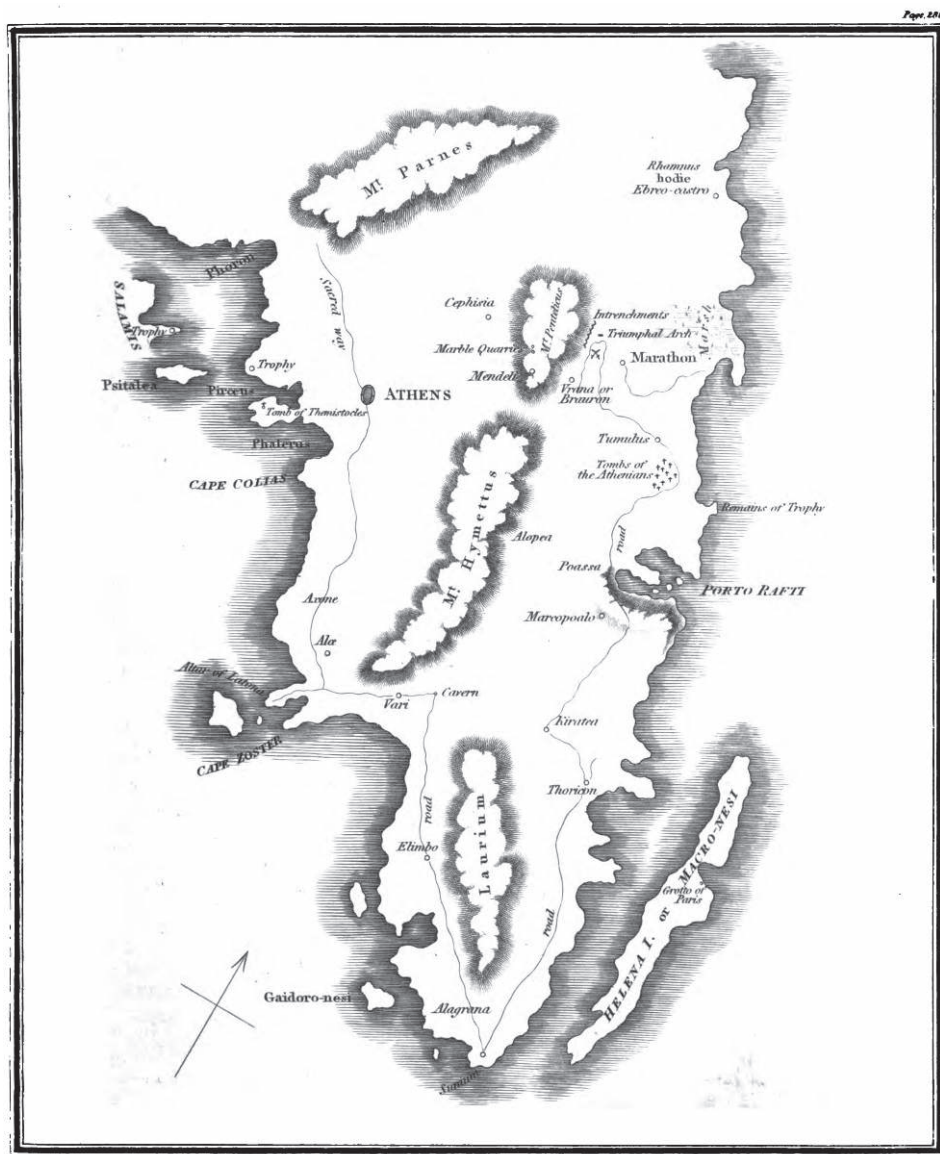 Page. 28
Mt. Parnes
Rhamnus
hodie
Ebreo-castro
Phoron
Sacred way
SALAMIS
Trophy
Cephisia
Mt. Pentelicus
Intrenchments
Triumphal Arch
Marsh
Marble Quarries
Marathon
Trophy
Psitalea
Mendeli
Vrana or
Brauron
Piræus
ATHENS
Tomb of Themistocles
Phalerus
Tumulus
CAPE COLIAS
Tombs of
the Athenians
Mt. Hymettus
Remains of Trophy
Alopea
road
Poassa
PORTO RAFTI
Axone
Marcopoalo
Alæ
Altar of Latona
Vari
Cavern
CAPE ZOSTER
Kiratea
Thoricon
road
Laurium
Elimbo
HELENA I. or MACRO-NESI
Grotto of
Paris
road
Gaidoro-nesi
Alagrana
Sunium